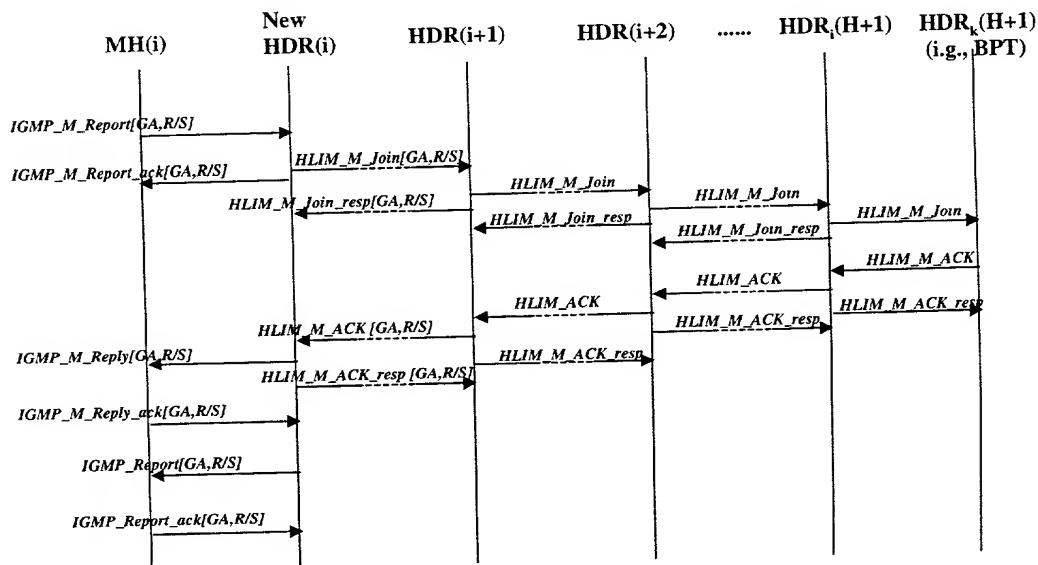 MH(i)
New
HDR(i)
HDR(i+1)
HDR(i+2)
......
HDRi(H+1)
HDRk(H+1)
(i.g., BPT)
IGMP_M_Report[GA,R/S]
HLIM_M_Join[GA,R/S]
IGMP_M_Report_ack[GA,R/S]
HLIM_M_Join
HLIM_M_Join_resp[GA,R/S]
HLIM_M_Join
HLIM_M_Join_resp
HLIM_M_Join
HLIM_M_Join_resp
HLIM_M_ACK
HLIM_ACK
HLIM_ACK
HLIM_M_ACK_resp
HLIM_M_ACK [GA,R/S]
HLIM_M_ACK_resp
IGMP_M_Reply[GA,R/S]
HLIM_M_ACK_resp
HLIM_M_ACK_resp [GA,R/S]
IGMP_M_Reply_ack[GA,R/S]
IGMP_Report[GA,R/S]
IGMP_Report_ack[GA,R/S]